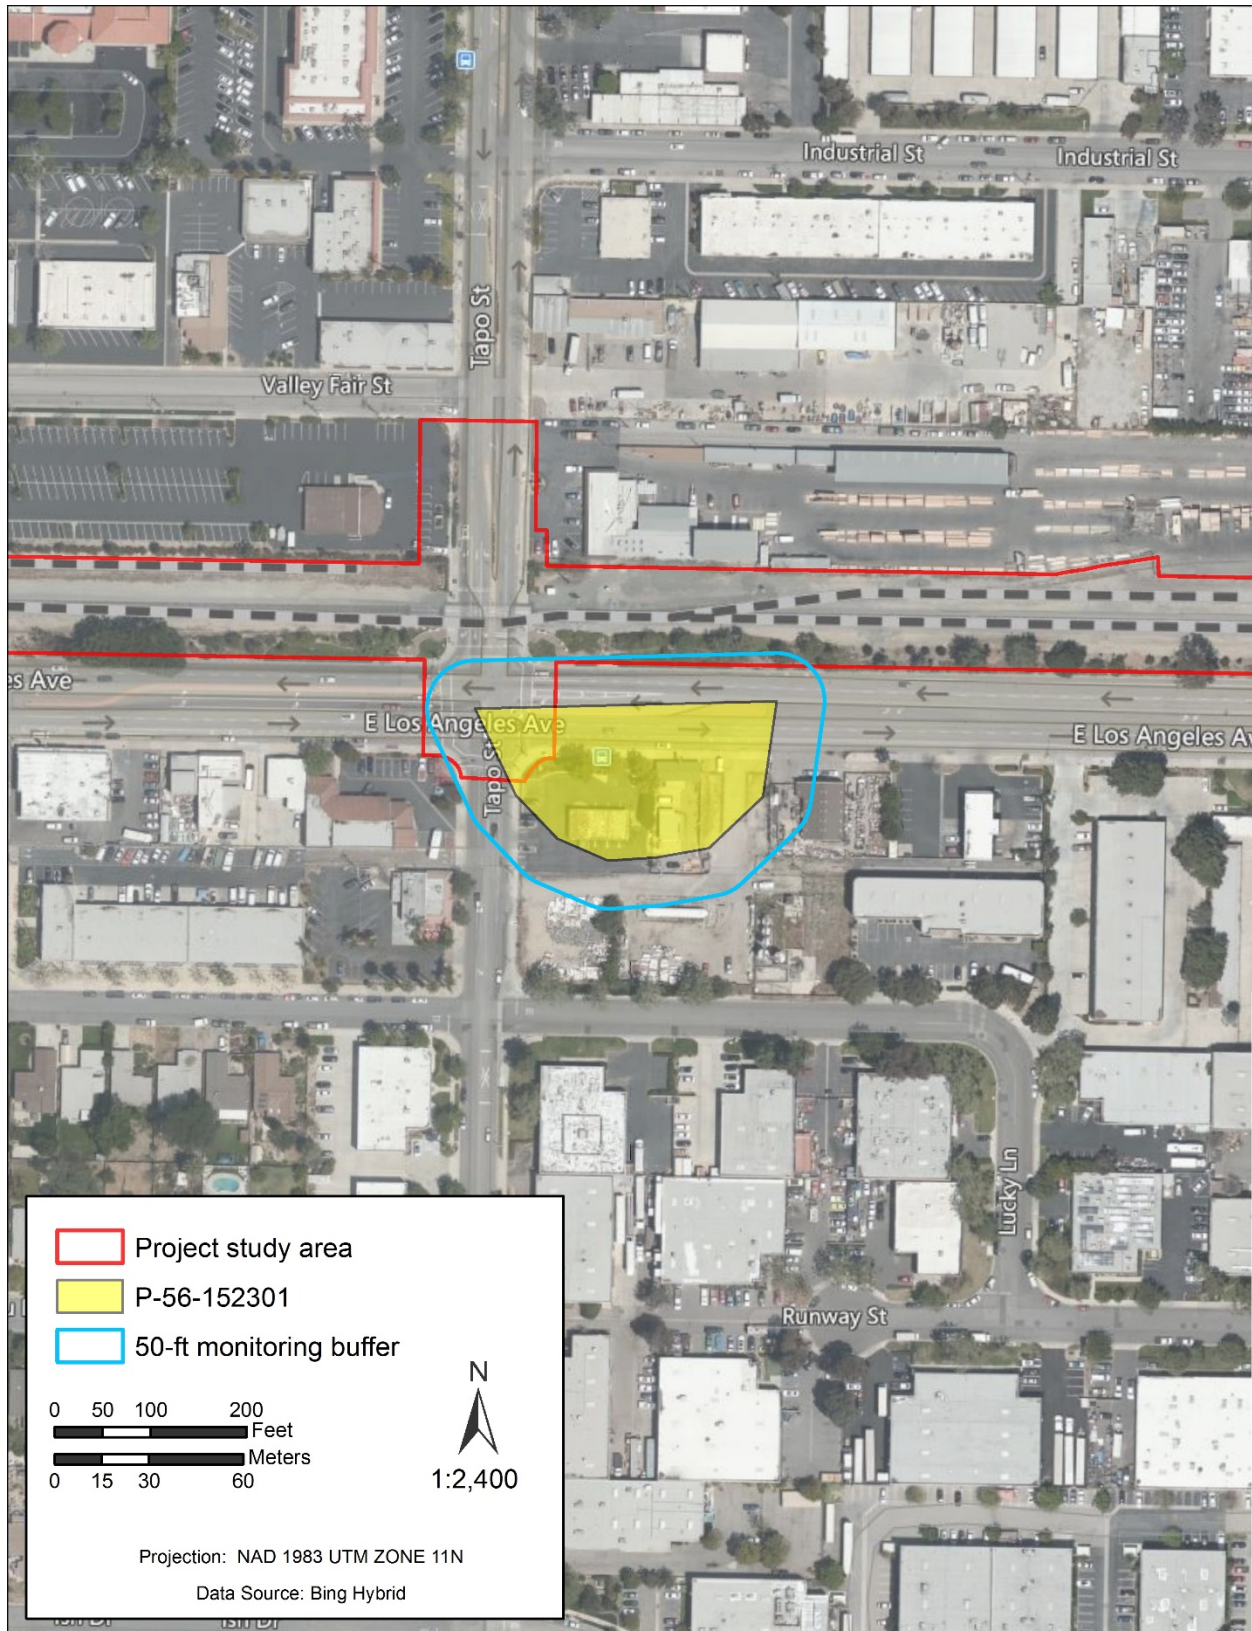 Industrial St
Industrial St
Tapo St
Valley Fair St
s Ave
E Los Angeles Ave
E Los Angeles Av
Tapo St
Lucky Ln
Runway St
Project study area
P-56-152301
50-ft monitoring buffer
N
0 50 100 200
Feet
Meters
0 15 30 60
1:2,400
Projection: NAD 1983 UTM ZONE 11N
Data Source: Bing Hybrid